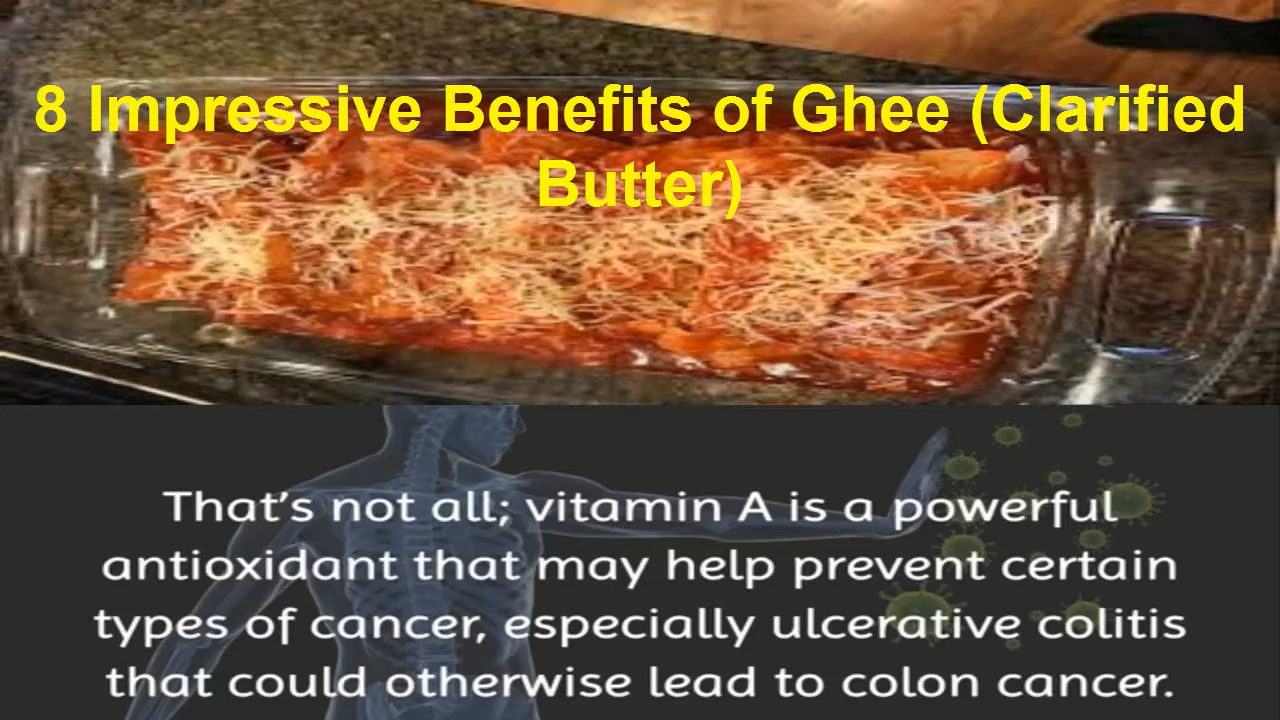 8 Impressive Benefits of Ghee (Clarified
Butter)
That's not all; vitamin A is a powerful
antioxidant that may help prevent certain
types of cancer, especially ulcerative colitis
that could otherwise lead to colon cancer.